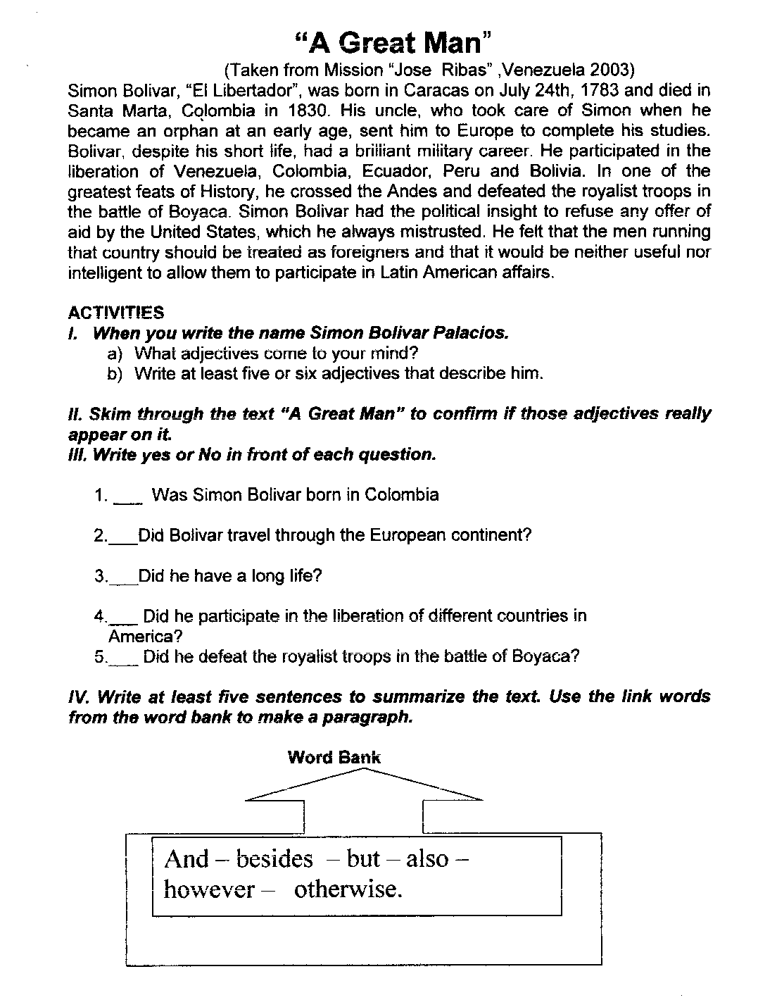 “A Great Man”
(Taken from Mission “Jose Ribas” ,Venezuela 2003)
Simon Bolivar, “El Libertador”, was born in Caracas on July 24th, 1783 and died in
Santa Marta, Colombia in 1830. His uncle, who took care of Simon when he
became an orphan at an early age, sent him to Europe to complete his studies.
Bolivar, despite his short life, had a brilliant military career. He participated in the
liberation of Venezuela, Colombia, Ecuador, Peru and Bolivia. In one of the
greatest feats of History, he crossed the Andes and defeated the royalist troops in
the battle of Boyaca. Simon Bolivar had the political insight to refuse any offer of
aid by the United States, which he always mistrusted. He felt that the men running
that country should be treated as foreigners and that it would be neither useful nor
intelligent to allow them to participate in Latin American affairs.
ACTIVITIES
I. When you write the name Simon Bolivar Palacios.
a) What adjectives come to your mind?
b) Write at least five or six adjectives that describe him.
II. Skim through the text “A Great Man” to confirm if those adjectives really
appear on it.
III. Write yes or No in front of each question.
1. ___ Was Simon Bolivar born in Colombia
2.___Did Bolivar travel through the European continent?
3.___Did he have a long life?
4.___ Did he participate in the liberation of different countries in
America?
5.___ Did he defeat the royalist troops in the battle of Boyaca?
IV. Write at least five sentences to summarize the text. Use the link words
from the word bank to make a paragraph.
Word Bank
And – besides – but – also –
however – otherwise.